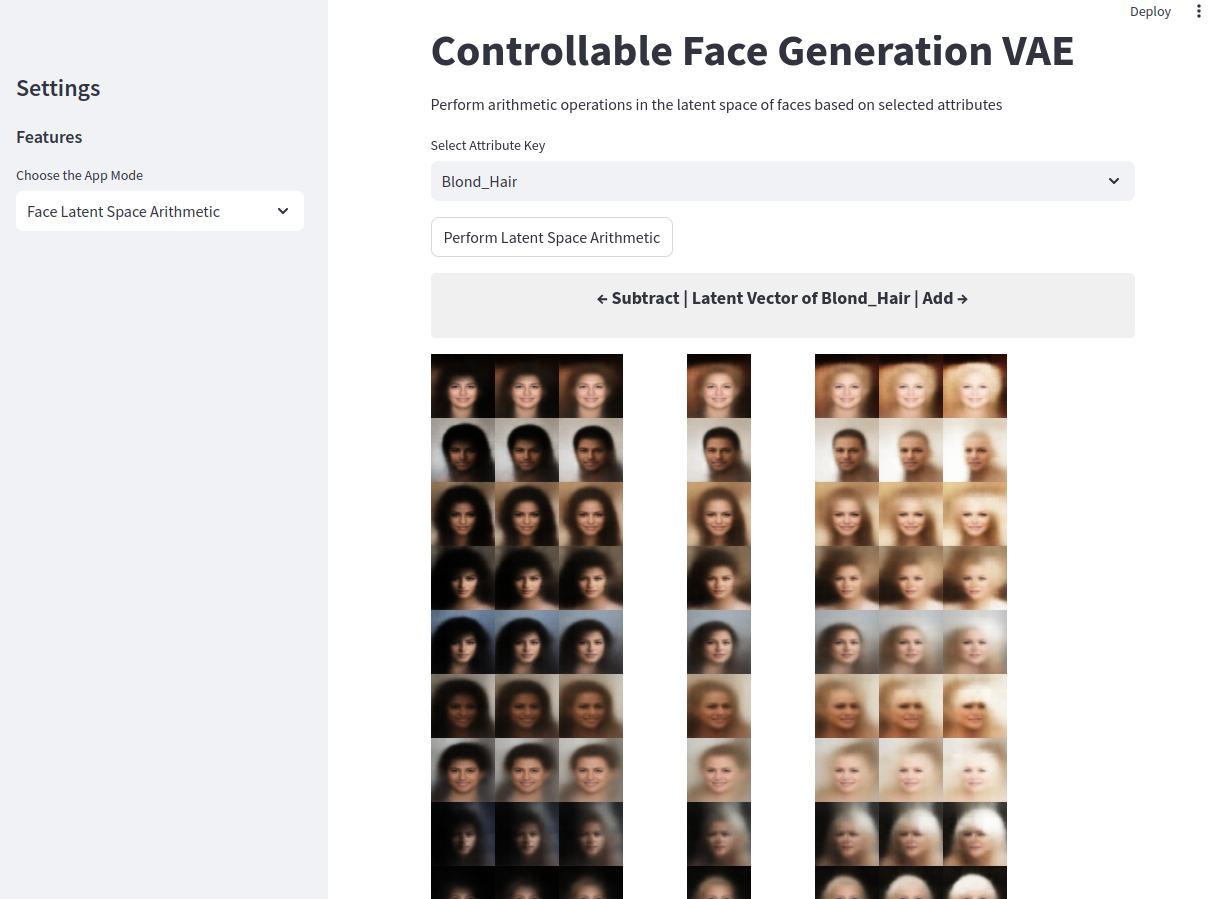 Deploy
Settings
Features
Choose the App Mode
Face Latent Space Arithmetic
Controllable Face Generation VAE
Perform arithmetic operations in the latent space of faces based on selected attributes
Select Attribute Key
Blond_Hair
Perform Latent Space Arithmetic
← Subtract | Latent Vector of Blond_Hair | Add →